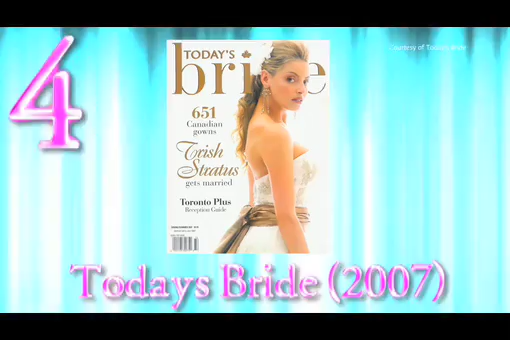 4
Courtesy of Today's Bride
TODAY'S
bride
651
Canadian
gowns
Trish
Stratus
gets married
Toronto Plus
Reception Guide
Todays Bride (2007)